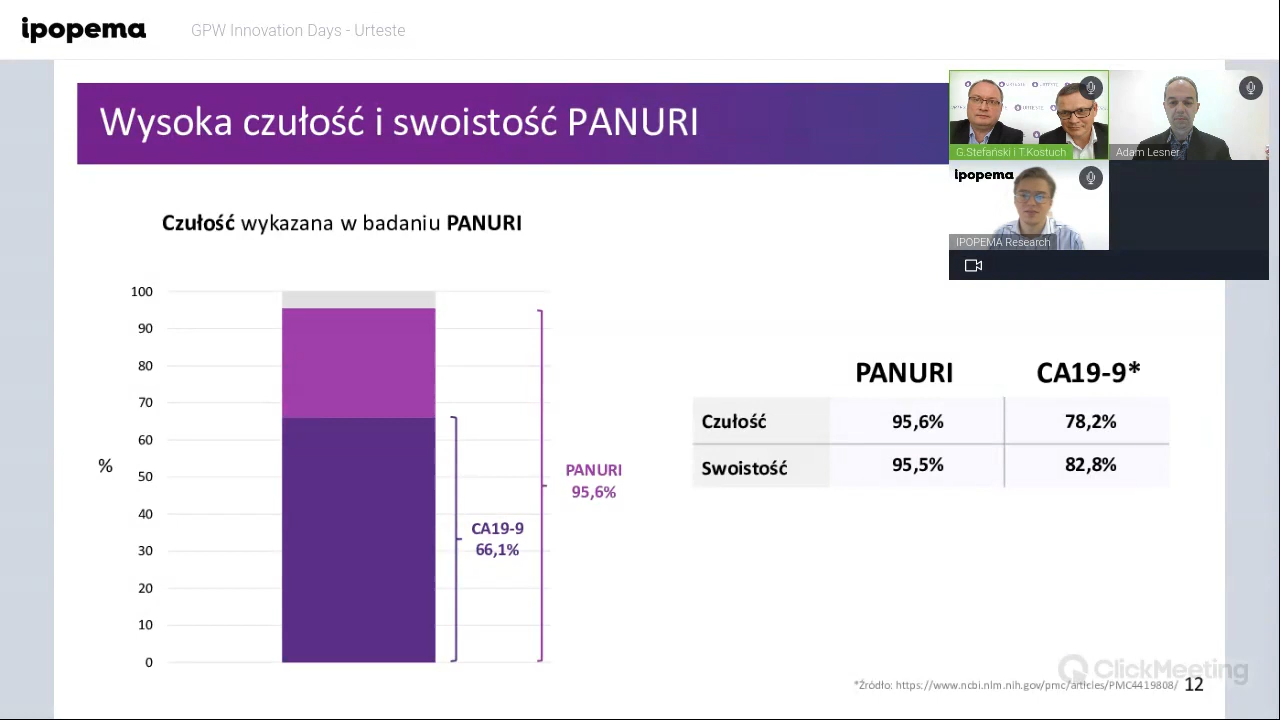 ipopema
GPW Innovation Days - Urteste
Wysoka czułość i swoistość PANURI
G.Stefański i T.Kostuch
Adam Lesner
ipopema
IPOPEMA Research
Czułość wykazana w badaniu PANURI
100
90
80
70
60
50
40
30
20
10
0
%
CA19-9
66,1%
PANURI
95,6%
PANURI CA19-9*
Czułość 95,6% 78,2%
Swoistość 95,5% 82,8%
ClickMeeting
*Źródło: https://www.ncbi.nlm.nih.gov/pmc/articles/PMC4419808/
12